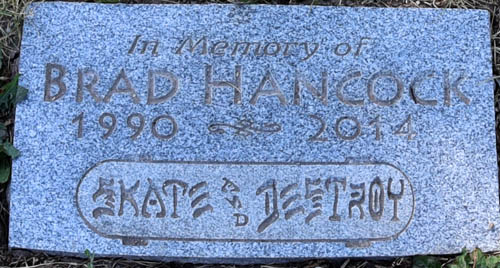 In Memory of
BRAD HANCOCK
1990 2014
SKATE AND DESTROY